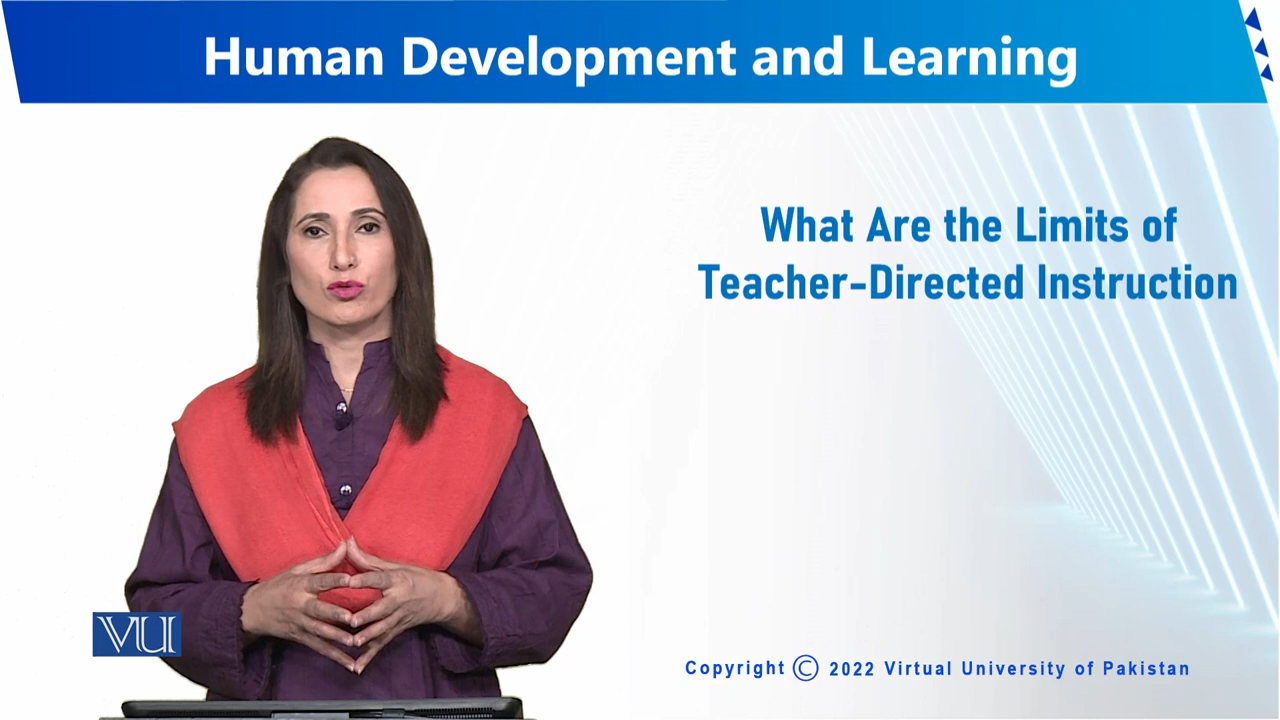 Human Development and Learning
What Are the Limits of
Teacher-Directed Instruction
VU
Copyright © 2022 Virtual University of Pakistan